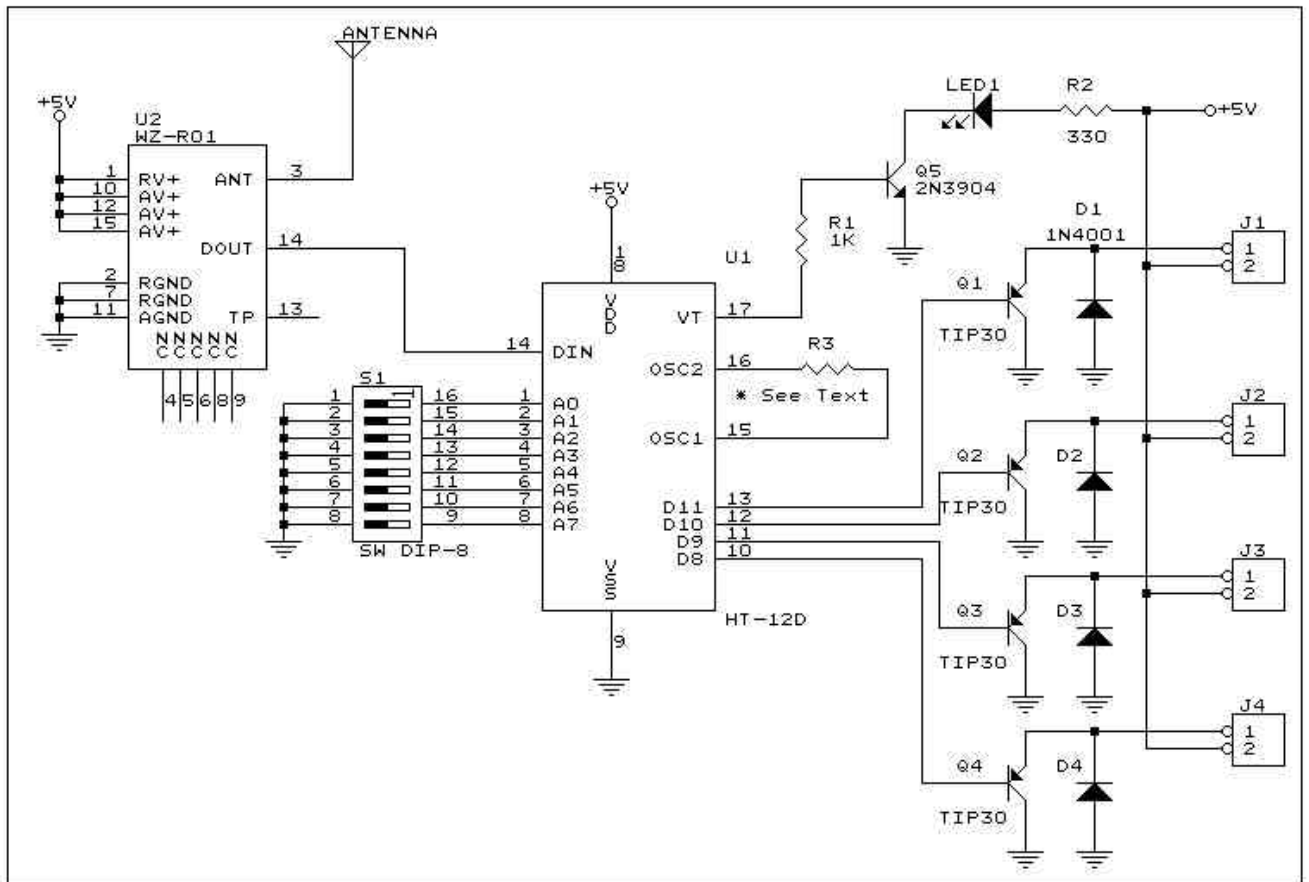 ANTENNA
+5V
U2
WZ-R01
1 RV+ ANT 3
10 AV+
12 AV+
15 AV+
DOUT 14
2 RGND
7 RGND
11 AGND TP 13
NC NC NC NC NC
4 5 6 8 9
S1
1 16
2 15
3 14
4 13
5 12
6 11
7 10
8 9
SW DIP-8
+5V
18
VDD
U1
14 DIN
VT 17
OSC2 16
OSC1 15
1 A0
2 A1
3 A2
4 A3
5 A4
6 A5
7 A6
8 A7
D11 13
D10 12
D9 11
D8 10
VSS
9
HT-12D
R1
1K
R3
* See Text
LED1
R2
330
+5V
Q5
2N3904
D1
1N4001
Q1
TIP30
J1
1
2
Q2
TIP30
D2
J2
1
2
Q3
TIP30
D3
J3
1
2
Q4
TIP30
D4
J4
1
2